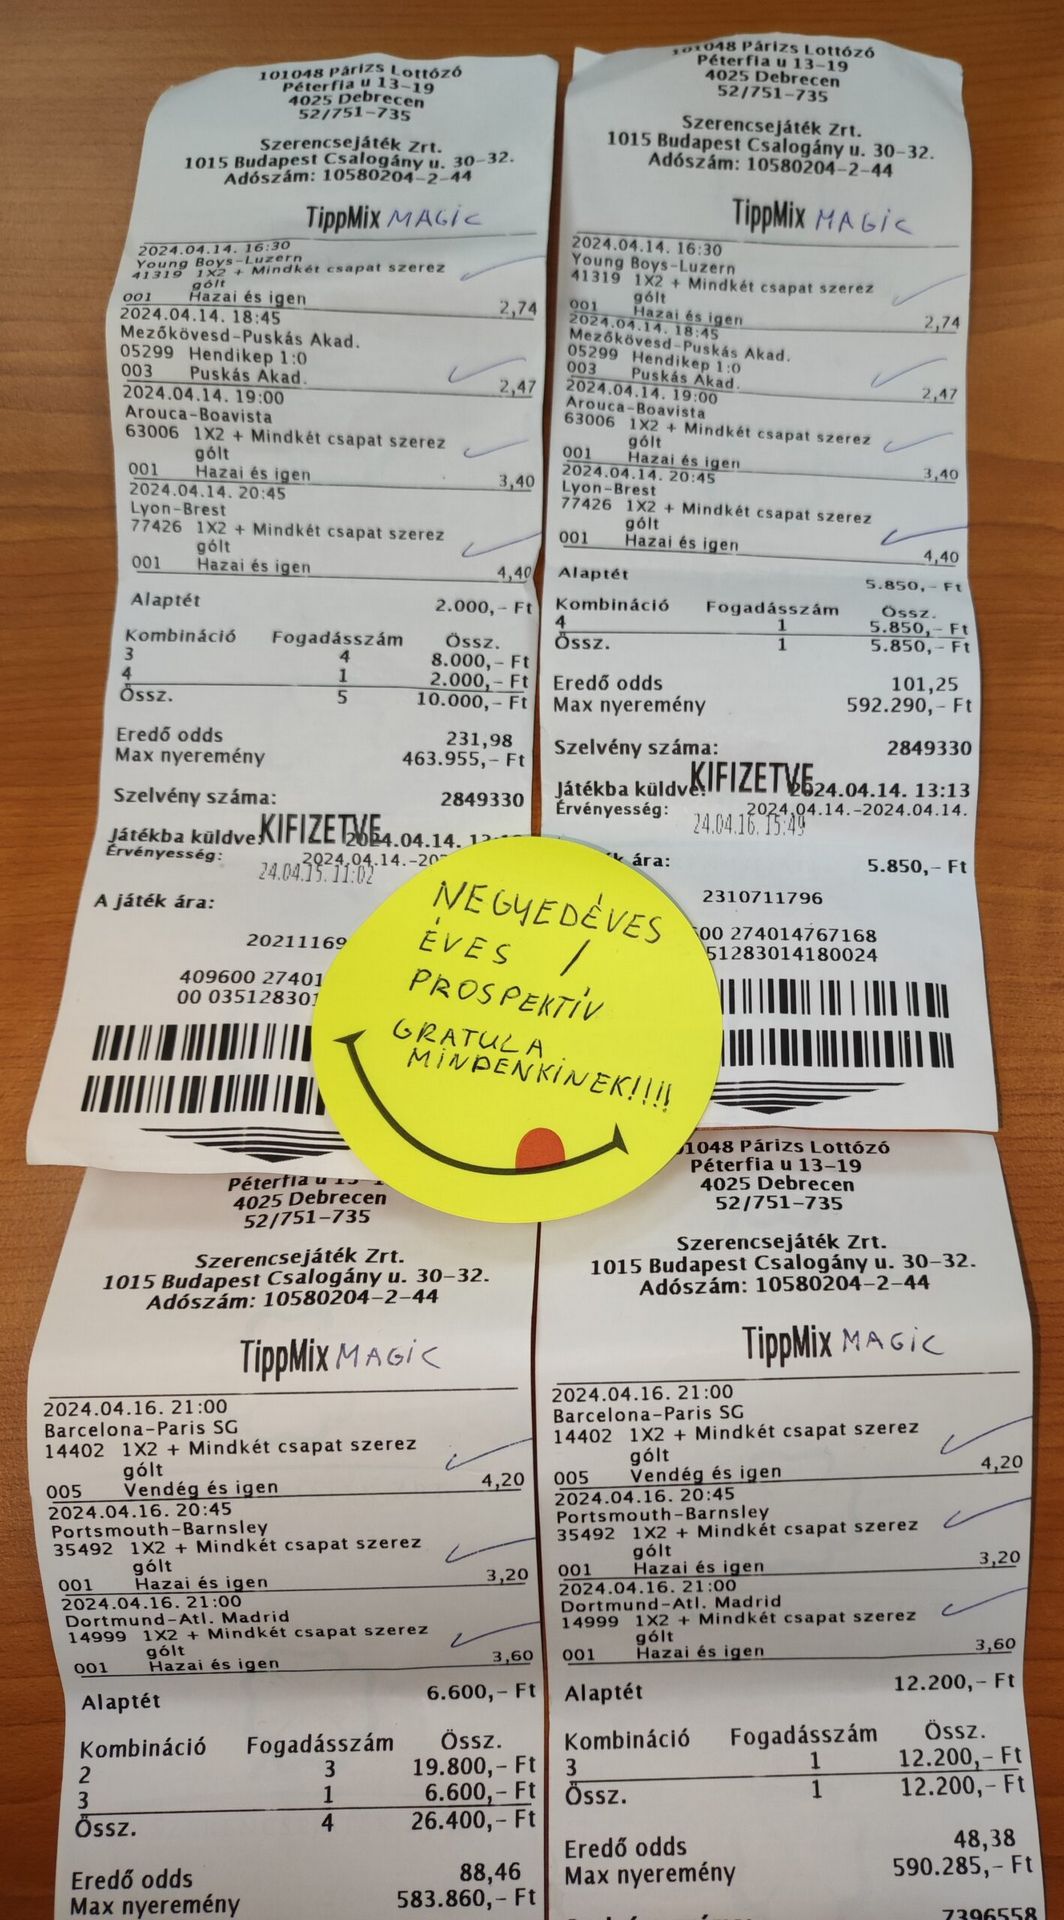 101048 Párizs Lottózó
Péterfia u 13-19
4025 Debrecen
52/751-735
Szerencsejáték Zrt.
1015 Budapest Csalogány u. 30-32.
Adószám: 10580204-2-44
TippMix MAGIC
2024.04.14. 16:30
Young Boys-Luzern
41319 1X2 + Mindkét csapat szerez
gólt
001 Hazai és igen 2,74
2024.04.14. 18:45
Mezőkövesd-Puskás Akad.
05299 Hendikep 1:0
003 Puskás Akad. 2,47
2024.04.14. 19:00
Arouca-Boavista
63006 1X2 + Mindkét csapat szerez
gólt
001 Hazai és igen 3,40
2024.04.14. 20:45
Lyon-Brest
77426 1X2 + Mindkét csapat szerez
gólt
001 Hazai és igen 4,40
Alaptét 2.000,- Ft
Kombináció Fogadásszám Össz.
3 4 8.000,- Ft
4 1 2.000,- Ft
Össz. 5 10.000,- Ft
Eredő odds 231,98
Max nyeremény 463.955,- Ft
Szelvény száma: 2849330
Játékba küldve: 2024.04.14.
KIFIZETVE
Érvényesség: 2024.04.14.-
24.04.15. 11:02
A játék ára:
20211169
409600 27401
00 03512830
101048 Párizs Lottózó
Péterfia u 13-19
4025 Debrecen
52/751-735
Szerencsejáték Zrt.
1015 Budapest Csalogány u. 30-32.
Adószám: 10580204-2-44
TippMix MAGIC
2024.04.14. 16:30
Young Boys-Luzern
41319 1X2 + Mindkét csapat szerez
gólt
001 Hazai és igen 2,74
2024.04.14. 18:45
Mezőkövesd-Puskás Akad.
05299 Hendikep 1:0
003 Puskás Akad. 2,47
2024.04.14. 19:00
Arouca-Boavista
63006 1X2 + Mindkét csapat szerez
gólt
001 Hazai és igen 3,40
2024.04.14. 20:45
Lyon-Brest
77426 1X2 + Mindkét csapat szerez
gólt
001 Hazai és igen 4,40
Alaptét 5.850,- Ft
Kombináció Fogadásszám Össz.
4 1 5.850,- Ft
Össz. 1 5.850,- Ft
Eredő odds 101,25
Max nyeremény 592.290,- Ft
Szelvény száma: 2849330
Játékba küldve: 2024.04.14. 13:13
KIFIZETVE
Érvényesség: 2024.04.14.-2024.04.14.
24.04.16. 15:49
ára: 5.850,- Ft
2310711796
00 274014767168
51283014180024
NEGYEDÉVES
ÉVES /
PROSPEKTÍV
GRATULA
MINDENKINEK!!!!
Péterfia u 13-1
4025 Debrecen
52/751-735
Szerencsejáték Zrt.
1015 Budapest Csalogány u. 30-32.
Adószám: 10580204-2-44
TippMix MAGIC
2024.04.16. 21:00
Barcelona-Paris SG
14402 1X2 + Mindkét csapat szerez
gólt
005 Vendég és igen 4,20
2024.04.16. 20:45
Portsmouth-Barnsley
35492 1X2 + Mindkét csapat szerez
gólt
001 Hazai és igen 3,20
2024.04.16. 21:00
Dortmund-Atl. Madrid
14999 1X2 + Mindkét csapat szerez
gólt
001 Hazai és igen 3,60
Alaptét 6.600,- Ft
Kombináció Fogadásszám Össz.
2 3 19.800,- Ft
3 1 6.600,- Ft
Össz. 4 26.400,- Ft
Eredő odds 88,46
Max nyeremény 583.860,- Ft
01048 Párizs Lottózó
Péterfia u 13-19
4025 Debrecen
52/751-735
Szerencsejáték Zrt.
1015 Budapest Csalogány u. 30-32.
Adószám: 10580204-2-44
TippMix MAGIC
2024.04.16. 21:00
Barcelona-Paris SG
14402 1X2 + Mindkét csapat szerez
gólt
005 Vendég és igen 4,20
2024.04.16. 20:45
Portsmouth-Barnsley
35492 1X2 + Mindkét csapat szerez
gólt
001 Hazai és igen 3,20
2024.04.16. 21:00
Dortmund-Atl. Madrid
14999 1X2 + Mindkét csapat szerez
gólt
001 Hazai és igen 3,60
Alaptét 12.200,- Ft
Kombináció Fogadásszám Össz.
3 1 12.200,- Ft
Össz. 1 12.200,- Ft
Eredő odds 48,38
Max nyeremény 590.285,- Ft
7396558